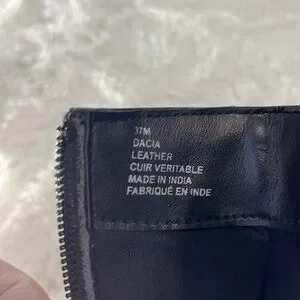 37M
DACIA
LEATHER
CUIR VERITABLE
MADE IN INDIA
FABRIQUÉ EN INDE